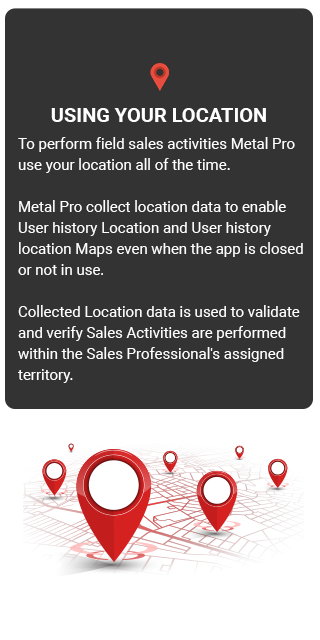 USING YOUR LOCATION
To perform field sales activities Metal Pro
use your location all of the time.
Metal Pro collect location data to enable
User history Location and User history
location Maps even when the app is closed
or not in use.
Collected Location data is used to validate
and verify Sales Activities are performed
within the Sales Professional's assigned
territory.